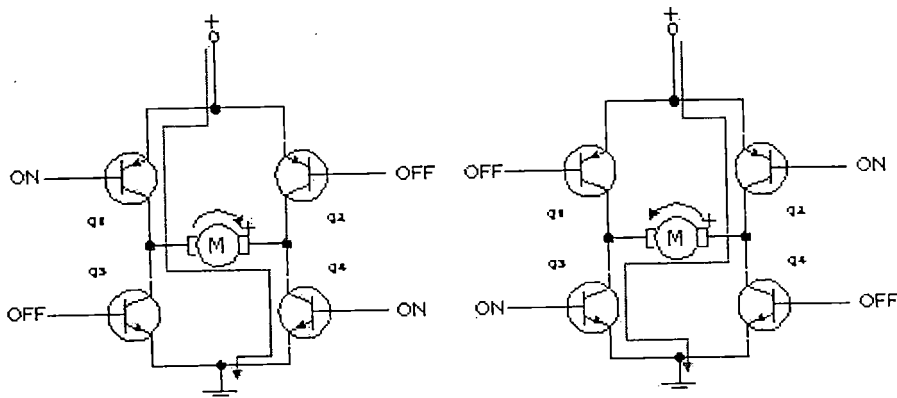 + +
ON OFF OFF ON
q1 q2 q1 q2
M + M +
q3 q4 q3 q4
OFF ON ON OFF